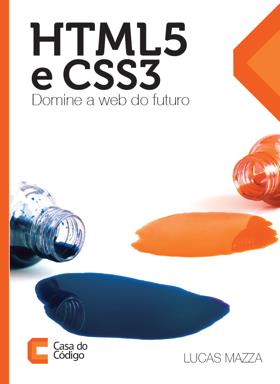 HTML5
e CSS3
Domine a web do futuro
Casa do
Código
LUCAS MAZZA